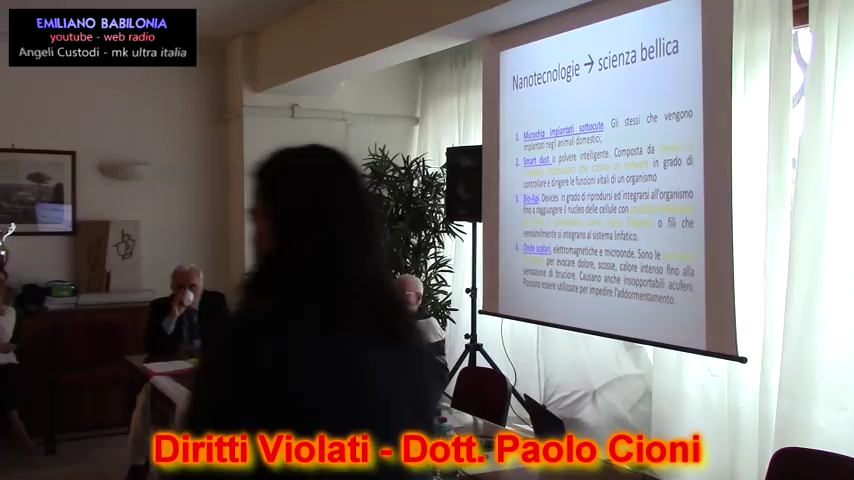 EMILIANO BABILONIA
youtube - web radio
Angeli Custodi - mk ultra italia
Nanotecnologie → scienza bellica
1. Microchip impiantati sottocute. Gli stessi che vengono
impiantati negli animali domestici;
2. Smart dust o polvere intelligente. Composta da
in grado di
controllare e dirigere le funzioni vitali di un organismo
3. Bio-Api. Devices in grado di riprodursi ed integrarsi all'organismo
fino a raggiungere il nucleo delle cellule con
o fili che
verosimilmente si integrano al sistema linfatico.
4. Onde scalari, elettromagnetiche e microonde. Sono le
per evocare dolore, scosse, calore intenso fino alla
sensazione di bruciore. Causano anche insopportabili acufeni.
Possono essere utilizzate per impedire l'addormentamento.
Diritti Violati - Dott. Paolo Cioni